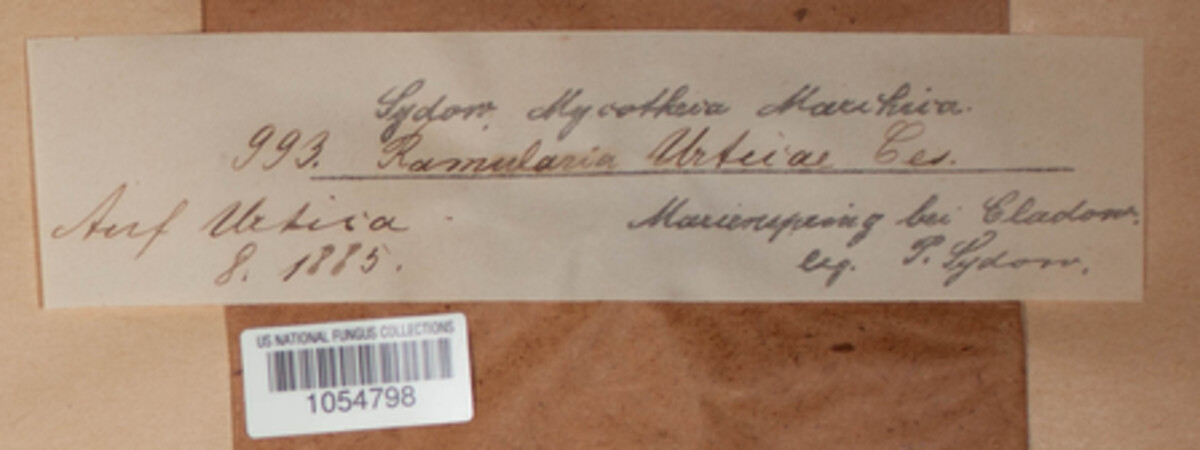 Sydow, Mycotheca Marchica.
993. Ramularia Urticae Ces.
Auf Urtica
8. 1885.
Marienspring bei Cladow.
leg. P. Sydow.
US NATIONAL FUNGUS COLLECTIONS
1054798